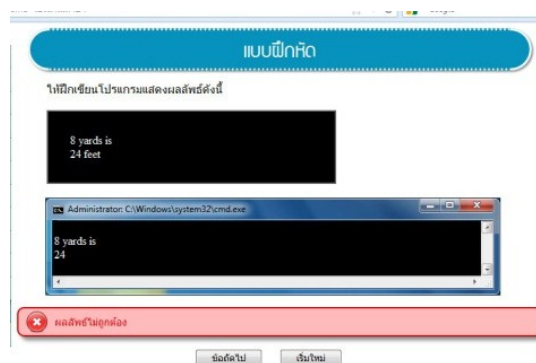 แบบฝึกหัด
ให้ฝึกเขียนโปรแกรมแสดงผลลัพธ์ดังนี้
8 yards is
24 feet
Administrator: C:\Windows\system32\cmd.exe
8 yards is
24
ผลลัพธ์ไม่ถูกต้อง
ข้อถัดไป
เริ่มใหม่